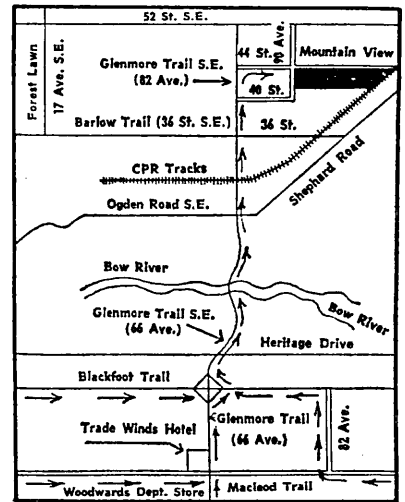 52 St. S.E.
Forest Lawn
17 Ave. S.E.
44 St.
90 Ave.
Mountain View
Glenmore Trail S.E.
(82 Ave.)
40 St.
Barlow Trail (36 St. S.E.)
36 St.
CPR Tracks
Shephard Road
Ogden Road S.E.
Bow River
Bow River
Glenmore Trail S.E.
(66 Ave.)
Heritage Drive
Blackfoot Trail
Trade Winds Hotel
Glenmore Trail
(66 Ave.)
82 Ave.
Woodwards Dept. Store
Macleod Trail